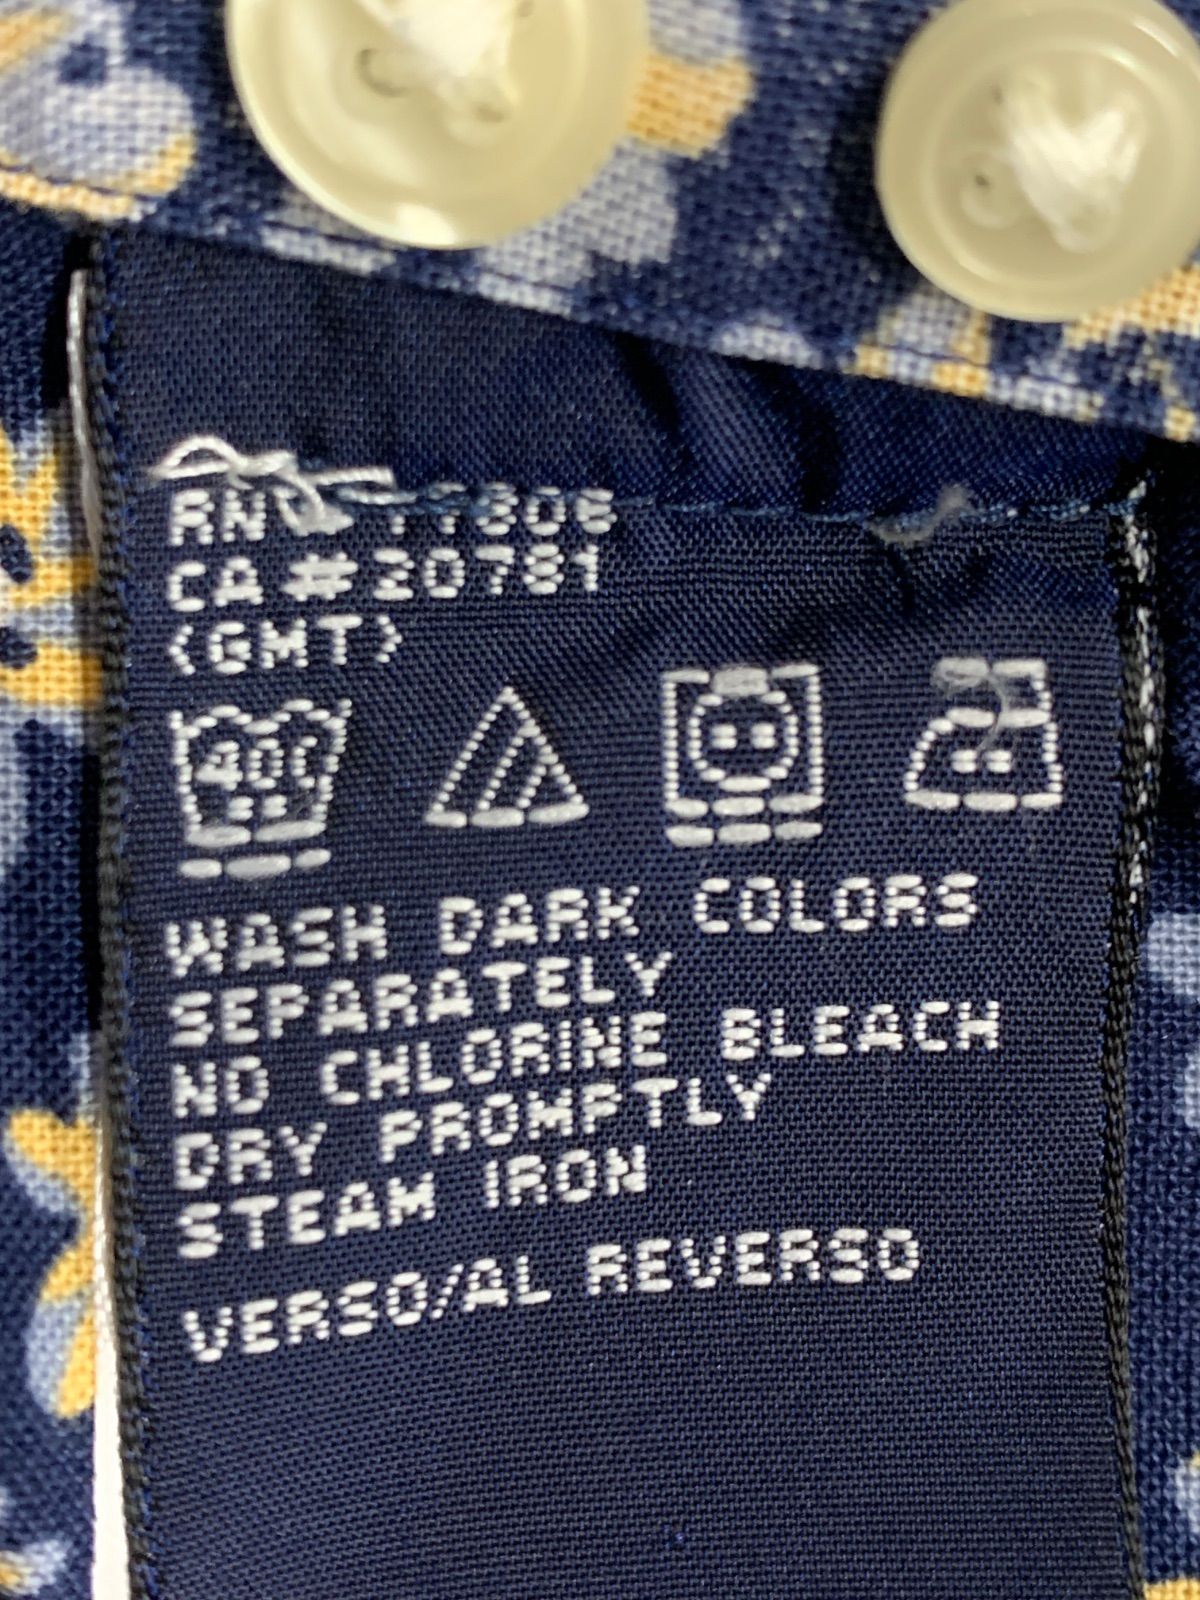 RN
CA #20781
(GMT)
40C
WASH DARK COLORS
SEPARATELY
NO CHLORINE BLEACH
DRY PROMPTLY
STEAM IRON
VERSO/AL REVERSO